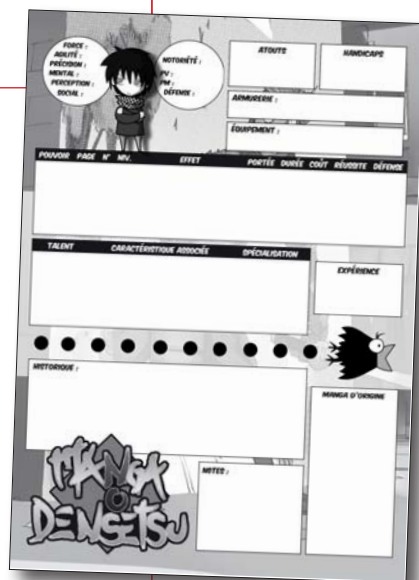 FORCE :
AGILITÉ :
PRÉCISION :
MENTAL :
PERCEPTION :
SOCIAL :
NOTORIÉTÉ :
PV :
PM :
DÉFENSE :
ATOUTS
HANDICAPS
ARMURERIE :
ÉQUIPEMENT :
POUVOIR PAGE N° NIV. EFFET PORTÉE DURÉE COÛT RÉUSSITE DÉFENSE
TALENT CARACTÉRISTIQUE ASSOCIÉE SPÉCIALISATION
EXPÉRIENCE
HISTORIQUE :
MANGA D'ORIGINE
NOTES :
MANGA
NO
DENSETSU